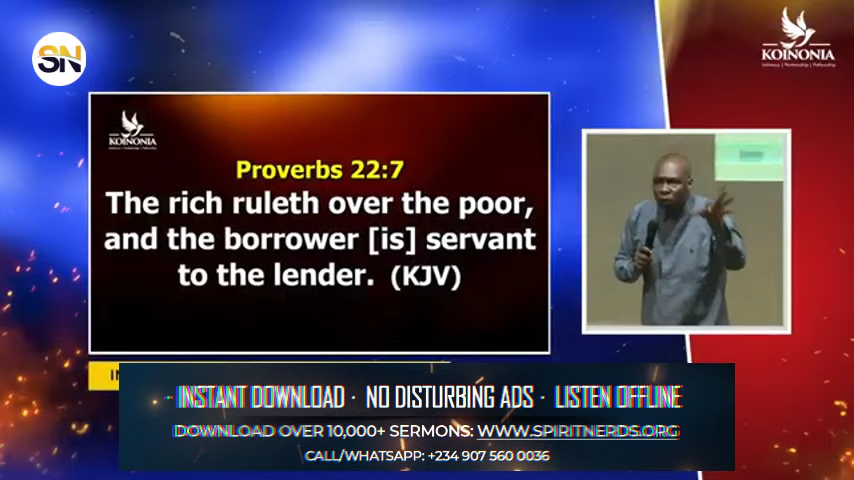 SN
KOINONIA
Intimacy | Partnership | Fellowship
KOINONIA
Proverbs 22:7
The rich ruleth over the poor,
and the borrower [is] servant
to the lender. (KJV)
· INSTANT DOWNLOAD · NO DISTURBING ADS · LISTEN OFFLINE
DOWNLOAD OVER 10,000+ SERMONS: WWW.SPIRITNERDS.ORG
CALL/WHATSAPP: +234 907 560 0036